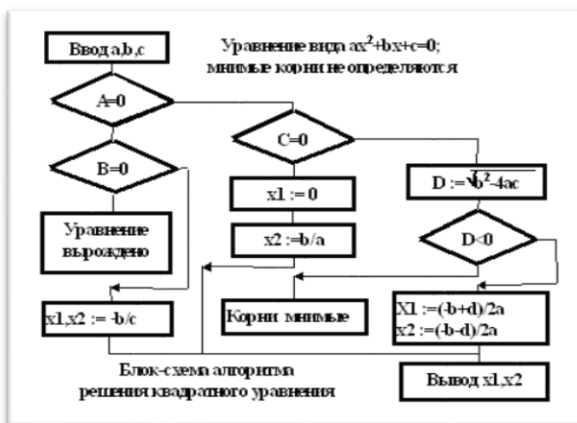 Ввод a,b,c
Уравнение вида ax²+bx+c=0;
мнимые корни не определяются
A=0
C=0
B=0
x1 := 0
D := √b²-4ac
Уравнение
вырождено
x2 :=b/a
D<0
x1,x2 := -b/c
Корни мнимые
X1 :=(-b+d)/2a
x2 :=(-b-d)/2a
Блок-схема алгоритма
решения квадратного уравнения
Вывод x1,x2